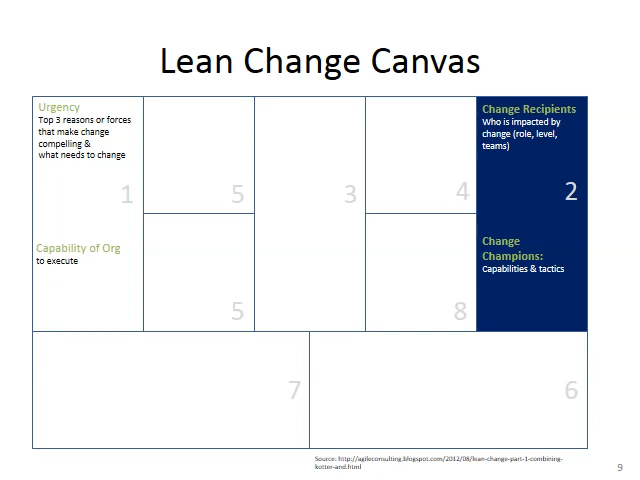 Lean Change Canvas
Urgency
Top 3 reasons or forces
that make change
compelling &
what needs to change
1
Capability of Org
to execute
5
5
3
4
8
Change Recipients
Who is impacted by
change (role, level,
teams)
2
Change
Champions:
Capabilities & tactics
7
6
Source: http://agileconsulting.blogspot.com/2012/08/lean-change-part-1-combining-
kotter-and.html
9